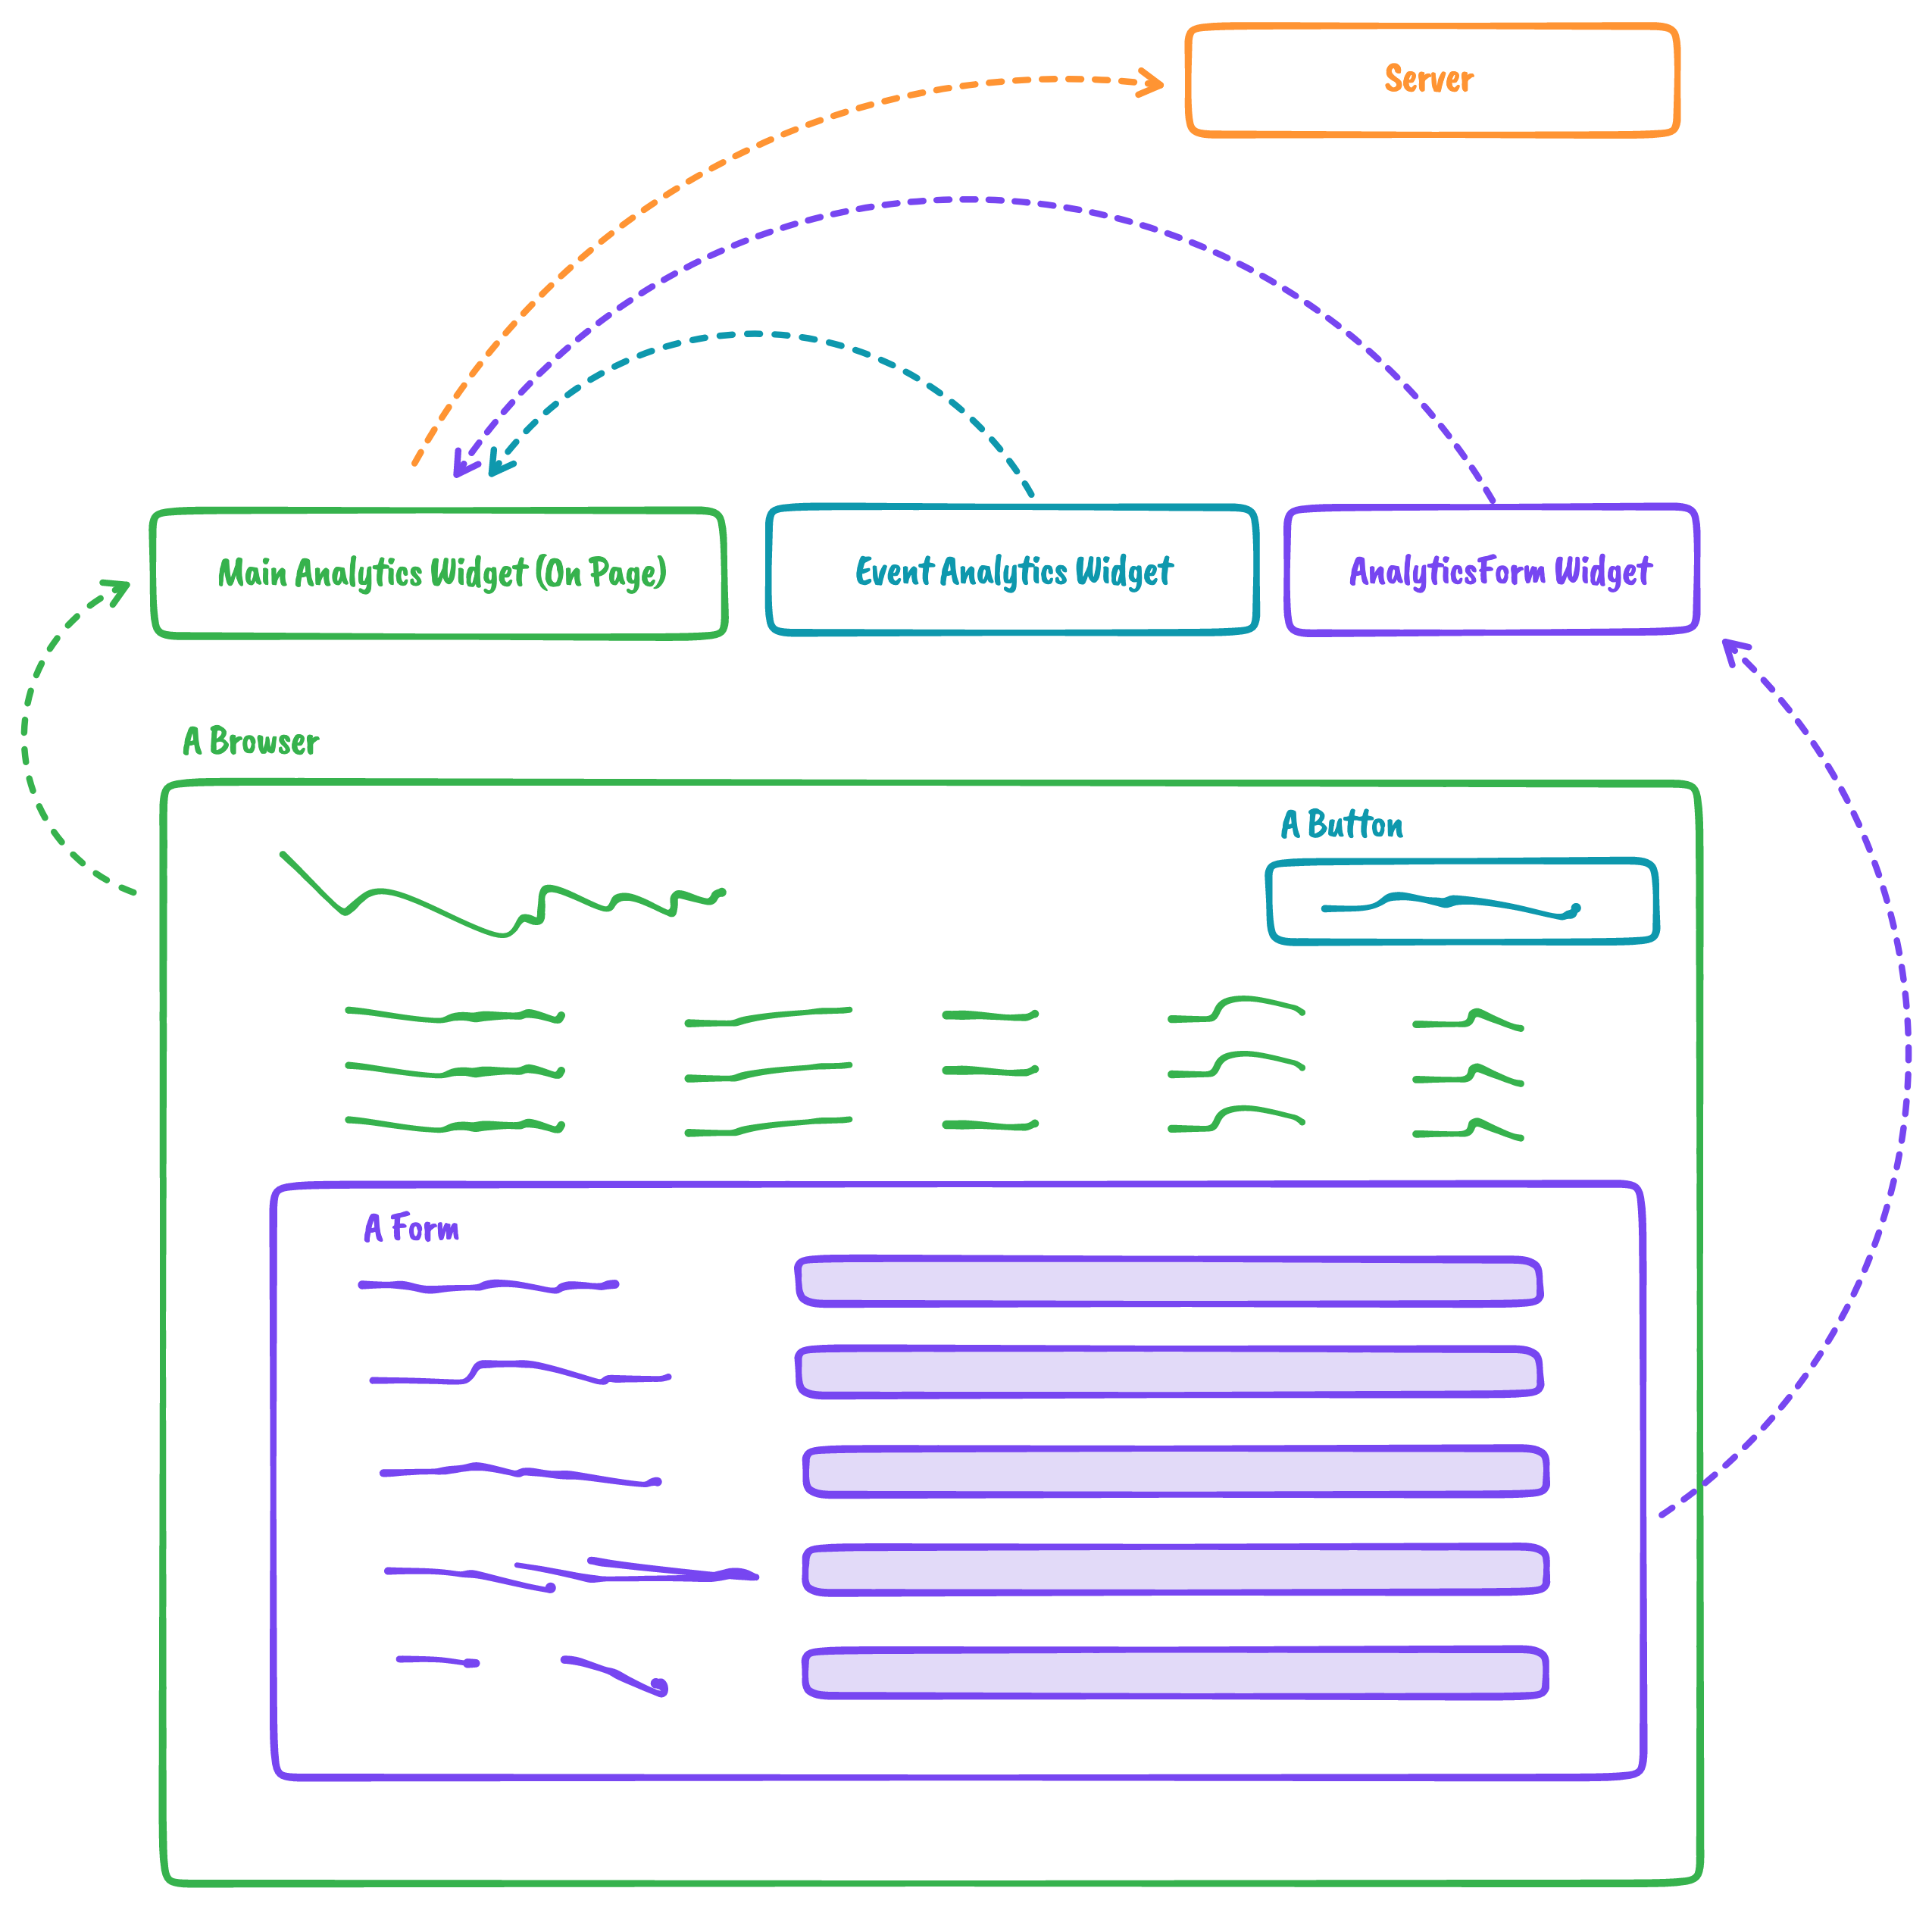 Server
Main Analytics Widget (On Page)
Event Analytics Widget
AnalyticsForm Widget
A Browser
A Button
A Form